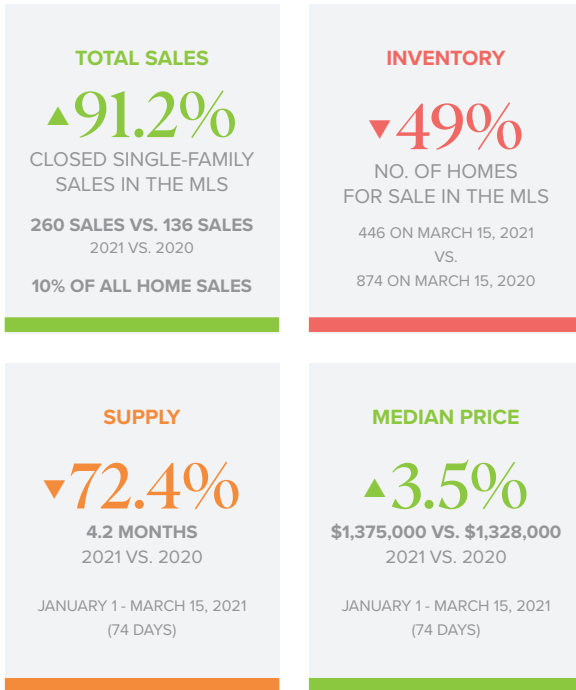 TOTAL SALES
▲91.2%
CLOSED SINGLE-FAMILY
SALES IN THE MLS
260 SALES VS. 136 SALES
2021 VS. 2020
10% OF ALL HOME SALES
INVENTORY
▼49%
NO. OF HOMES
FOR SALE IN THE MLS
446 ON MARCH 15, 2021
VS.
874 ON MARCH 15, 2020
SUPPLY
▼72.4%
4.2 MONTHS
2021 VS. 2020
JANUARY 1 - MARCH 15, 2021
(74 DAYS)
MEDIAN PRICE
▲3.5%
$1,375,000 VS. $1,328,000
2021 VS. 2020
JANUARY 1 - MARCH 15, 2021
(74 DAYS)